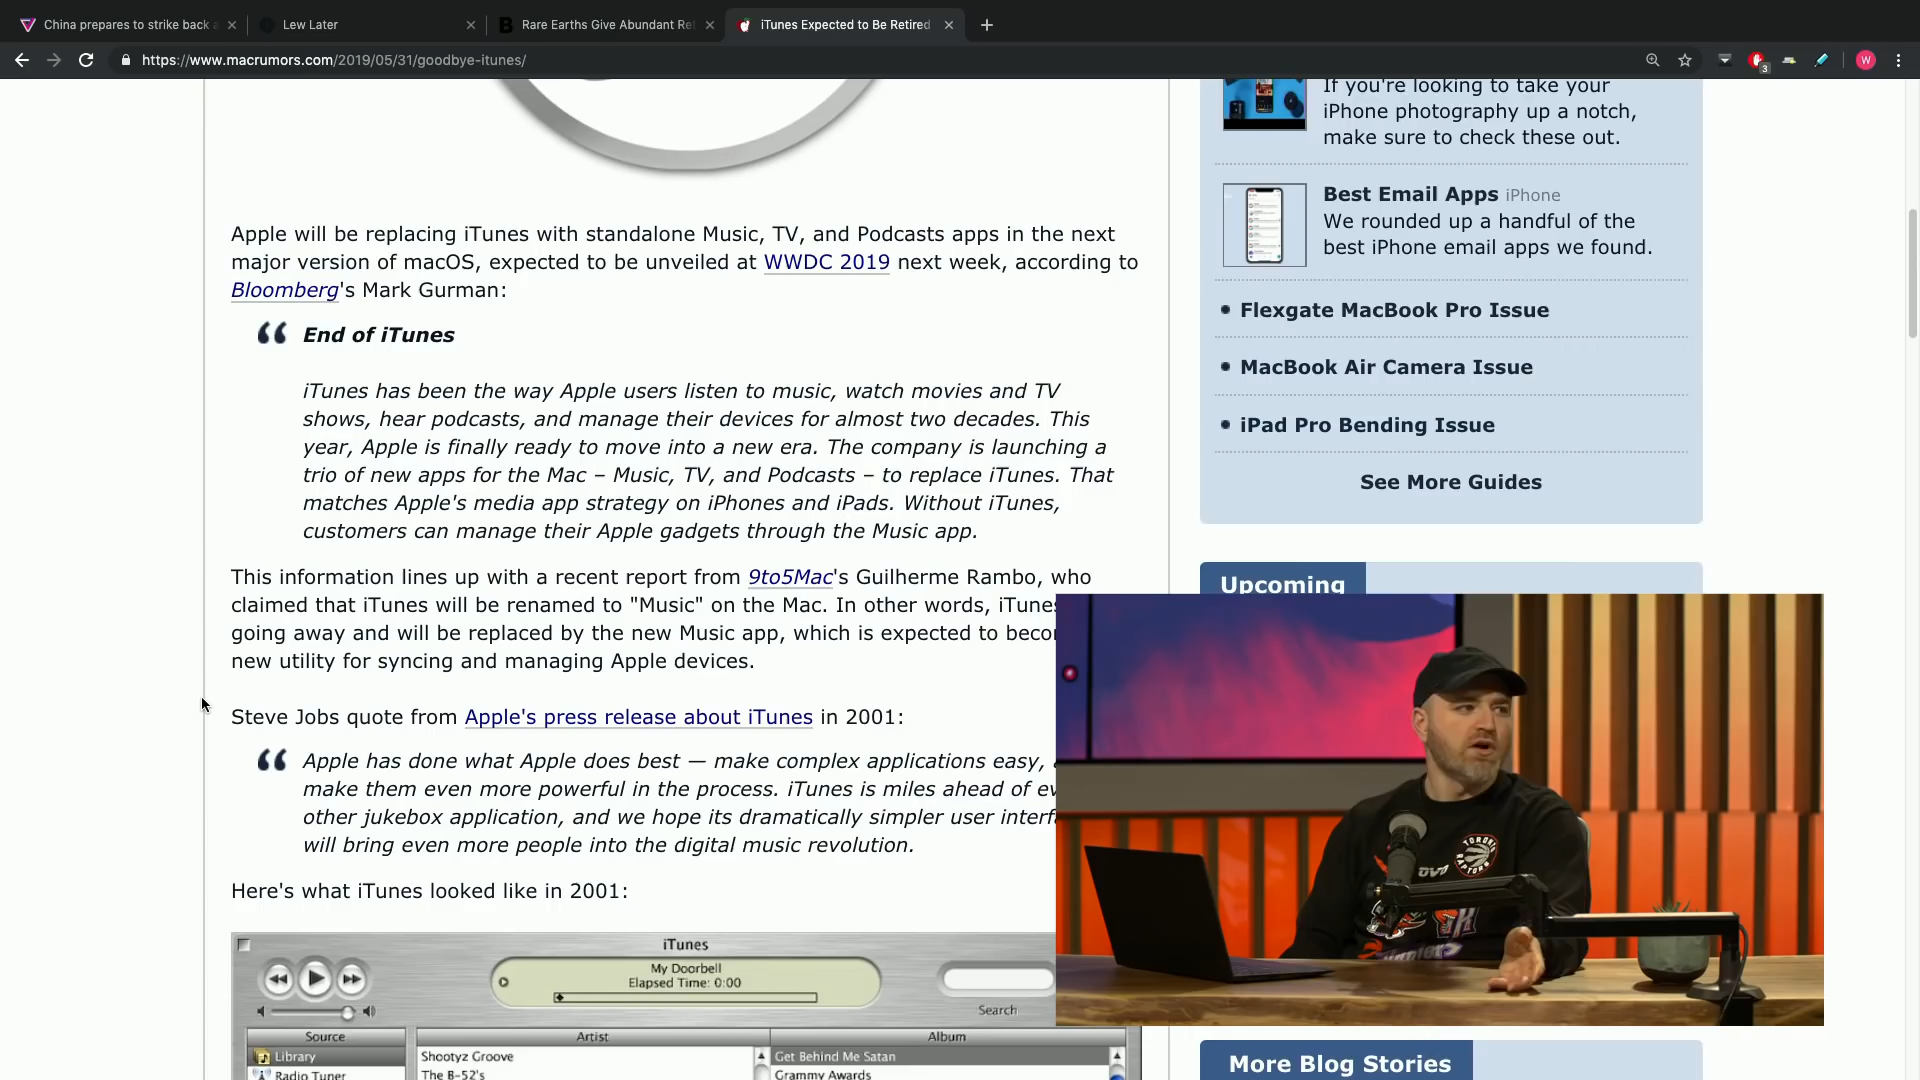 China prepares to strike back a
Lew Later
Rare Earths Give Abundant Re
iTunes Expected to Be Retired
https://www.macrumors.com/2019/05/31/goodbye-itunes/
3
W
If you're looking to take your
iPhone photography up a notch,
make sure to check these out.
Best Email Apps iPhone
We rounded up a handful of the
best iPhone email apps we found.
• Flexgate MacBook Pro Issue
• MacBook Air Camera Issue
• iPad Pro Bending Issue
See More Guides
Upcoming
Apple will be replacing iTunes with standalone Music, TV, and Podcasts apps in the next
major version of macOS, expected to be unveiled at WWDC 2019 next week, according to
Bloomberg's Mark Gurman:
“ End of iTunes
iTunes has been the way Apple users listen to music, watch movies and TV
shows, hear podcasts, and manage their devices for almost two decades. This
year, Apple is finally ready to move into a new era. The company is launching a
trio of new apps for the Mac – Music, TV, and Podcasts – to replace iTunes. That
matches Apple's media app strategy on iPhones and iPads. Without iTunes,
customers can manage their Apple gadgets through the Music app.
This information lines up with a recent report from 9to5Mac's Guilherme Rambo, who
claimed that iTunes will be renamed to "Music" on the Mac. In other words, iTunes
going away and will be replaced by the new Music app, which is expected to becor
new utility for syncing and managing Apple devices.
Steve Jobs quote from Apple's press release about iTunes in 2001:
“ Apple has done what Apple does best — make complex applications easy,
make them even more powerful in the process. iTunes is miles ahead of ev
other jukebox application, and we hope its dramatically simpler user interfa
will bring even more people into the digital music revolution.
Here's what iTunes looked like in 2001:
iTunes
My Doorbell
Elapsed Time: 0:00
Search
Source Artist Album
Library Shootyz Groove Get Behind Me Satan
Radio Tuner The B-52's Grammy Awards
TORONTO
RAPTORS
OVO
More Blog Stories